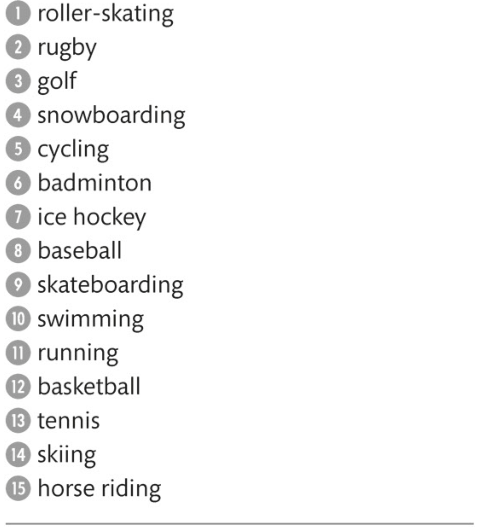 1 roller-skating
2 rugby
3 golf
4 snowboarding
5 cycling
6 badminton
7 ice hockey
8 baseball
9 skateboarding
10 swimming
11 running
12 basketball
13 tennis
14 skiing
15 horse riding